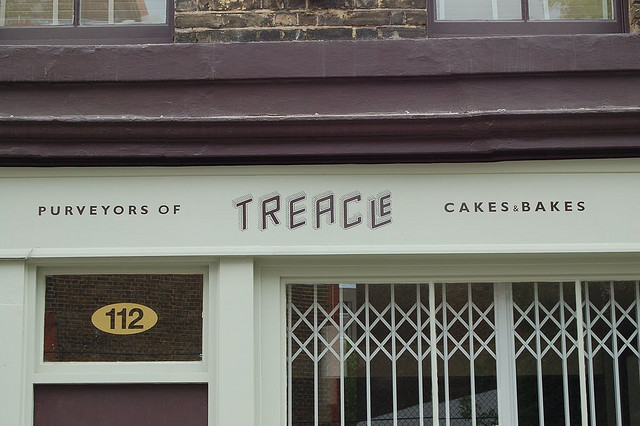 PURVEYORS OF TREACLE CAKES & BAKES
112